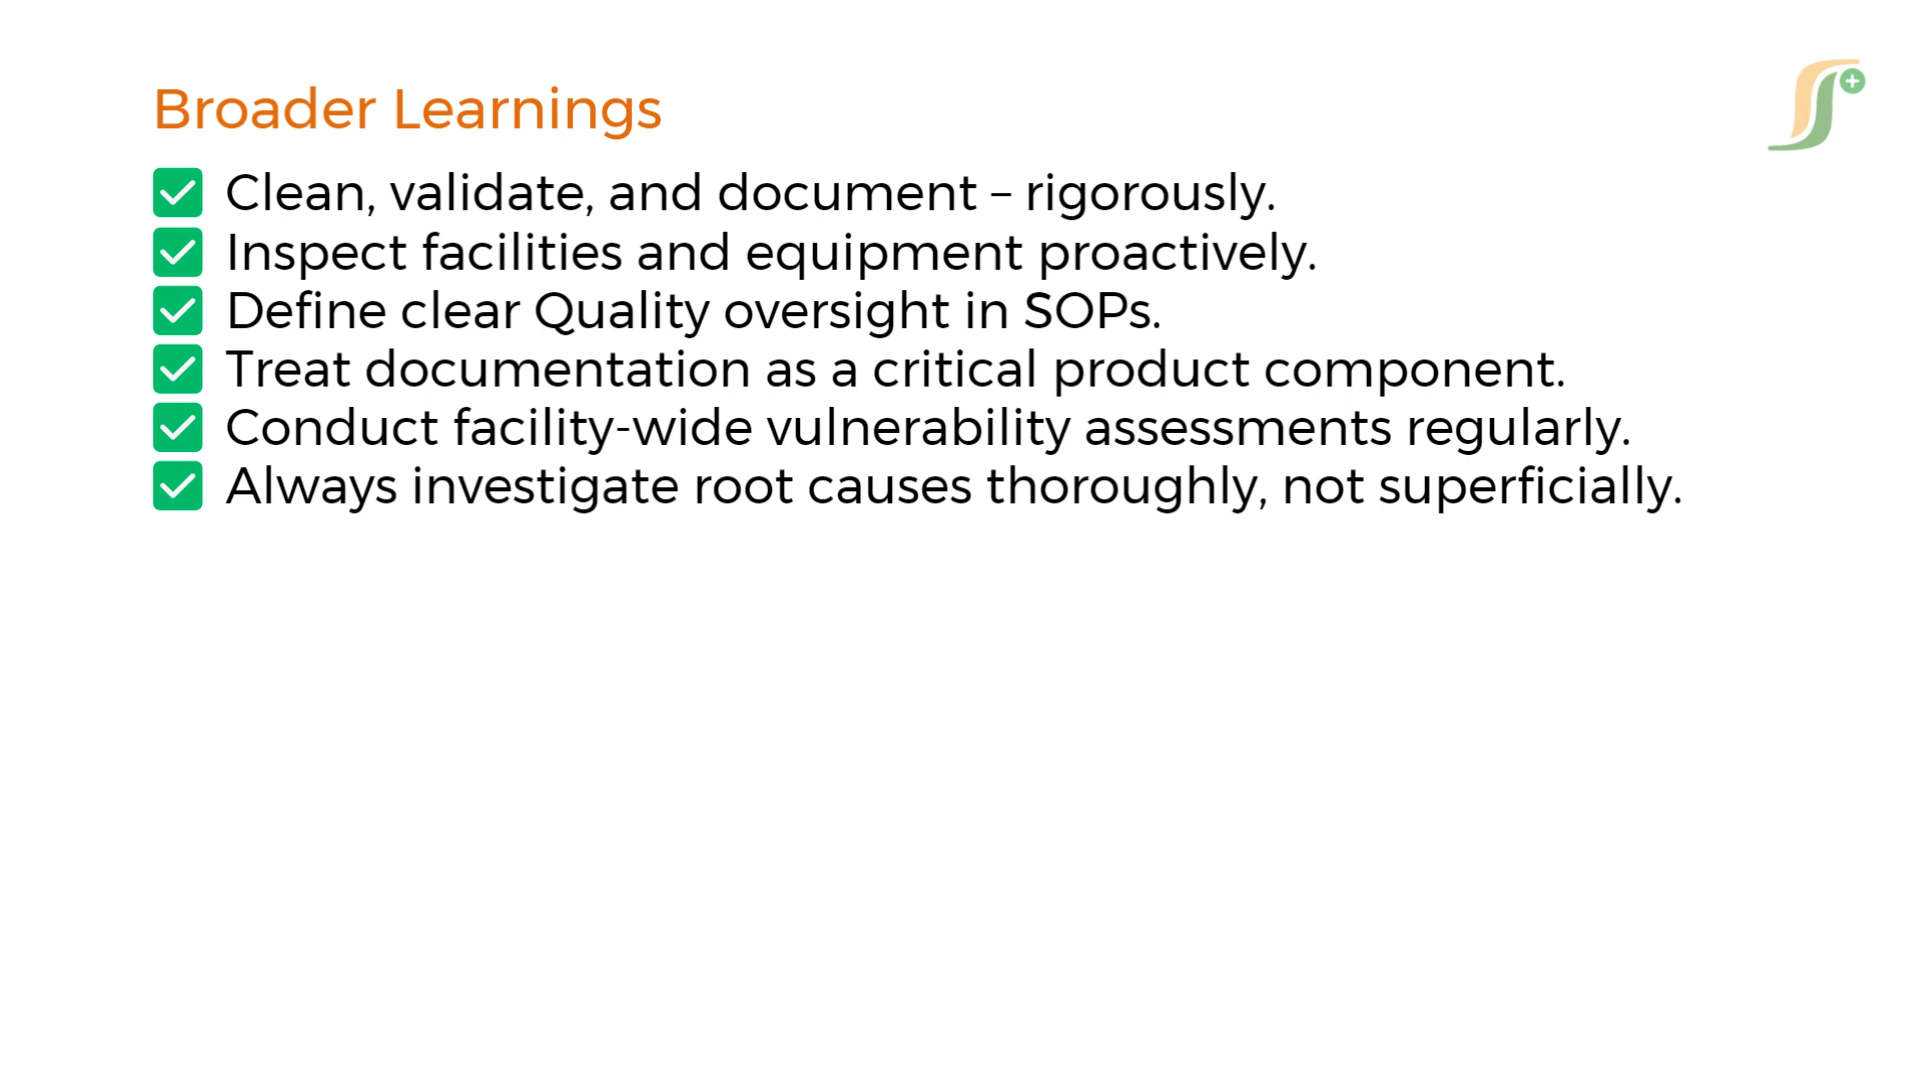 Broader Learnings
✅ Clean, validate, and document – rigorously.
✅ Inspect facilities and equipment proactively.
✅ Define clear Quality oversight in SOPs.
✅ Treat documentation as a critical product component.
✅ Conduct facility-wide vulnerability assessments regularly.
✅ Always investigate root causes thoroughly, not superficially.